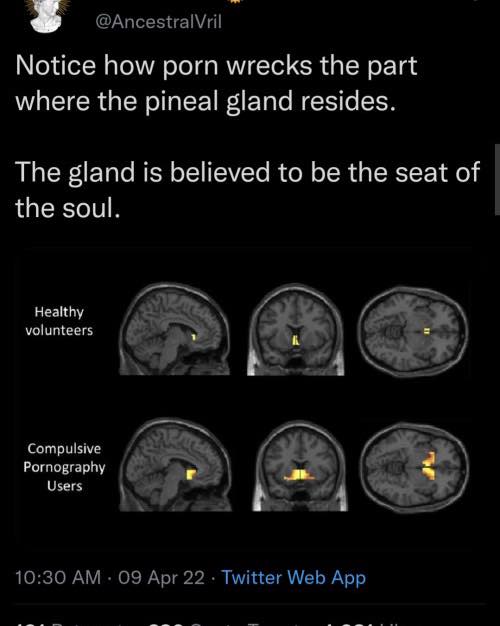 @AncestralVril
Notice how porn wrecks the part
where the pineal gland resides.
The gland is believed to be the seat of
the soul.
Healthy
volunteers
Compulsive
Pornography
Users
10:30 AM · 09 Apr 22 · Twitter Web App